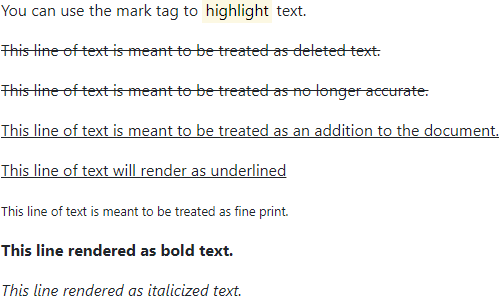 You can use the mark tag to highlight text.
This line of text is meant to be treated as deleted text.
This line of text is meant to be treated as no longer accurate.
This line of text is meant to be treated as an addition to the document.
This line of text will render as underlined
This line of text is meant to be treated as fine print.
This line rendered as bold text.
This line rendered as italicized text.